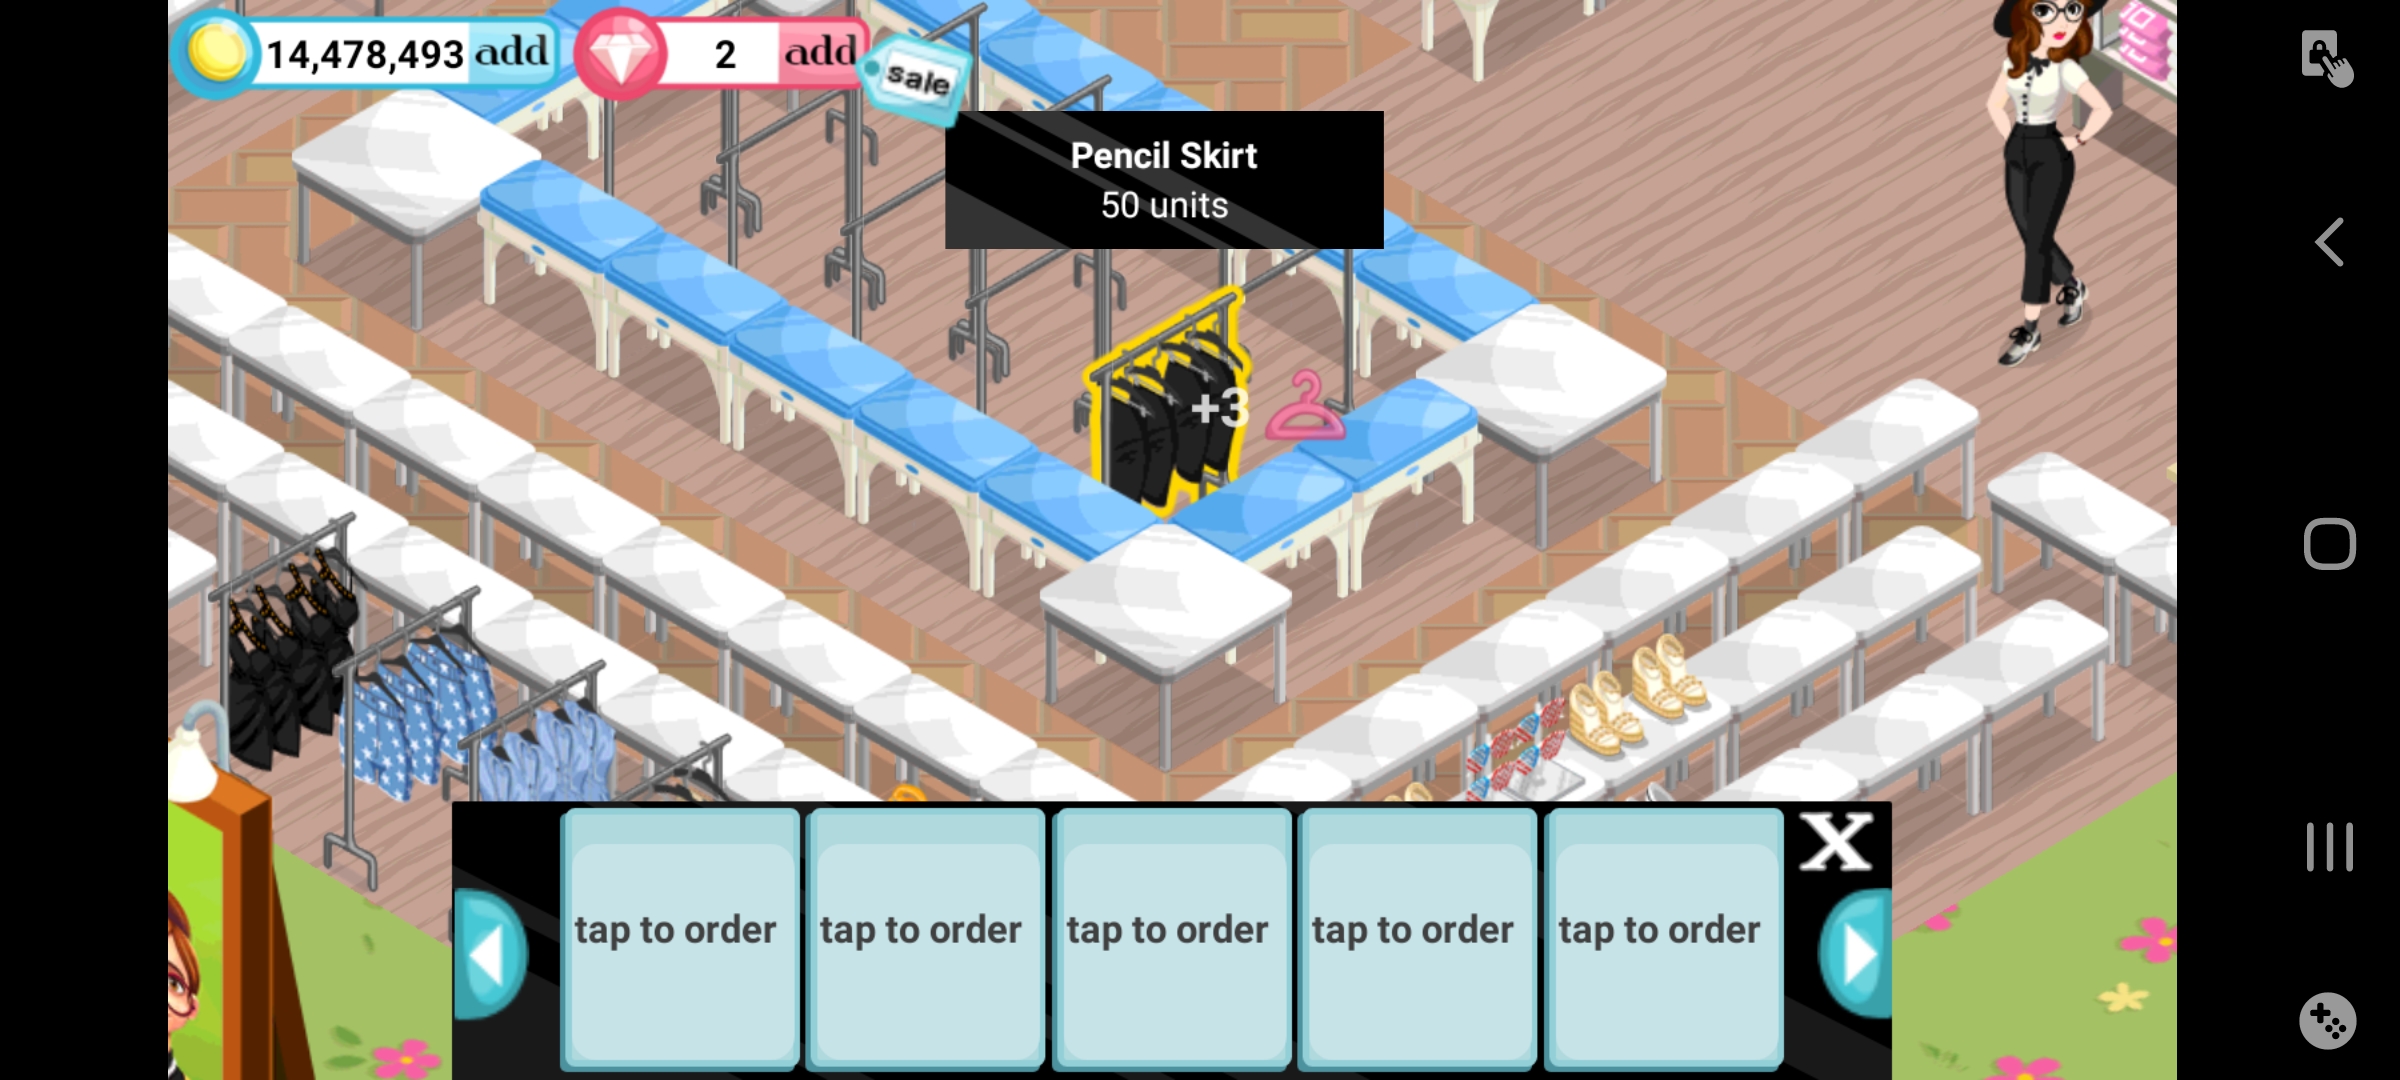 14,478,493 add
2 add
sale
Pencil Skirt
50 units
+3
tap to order
tap to order
tap to order
tap to order
tap to order
X